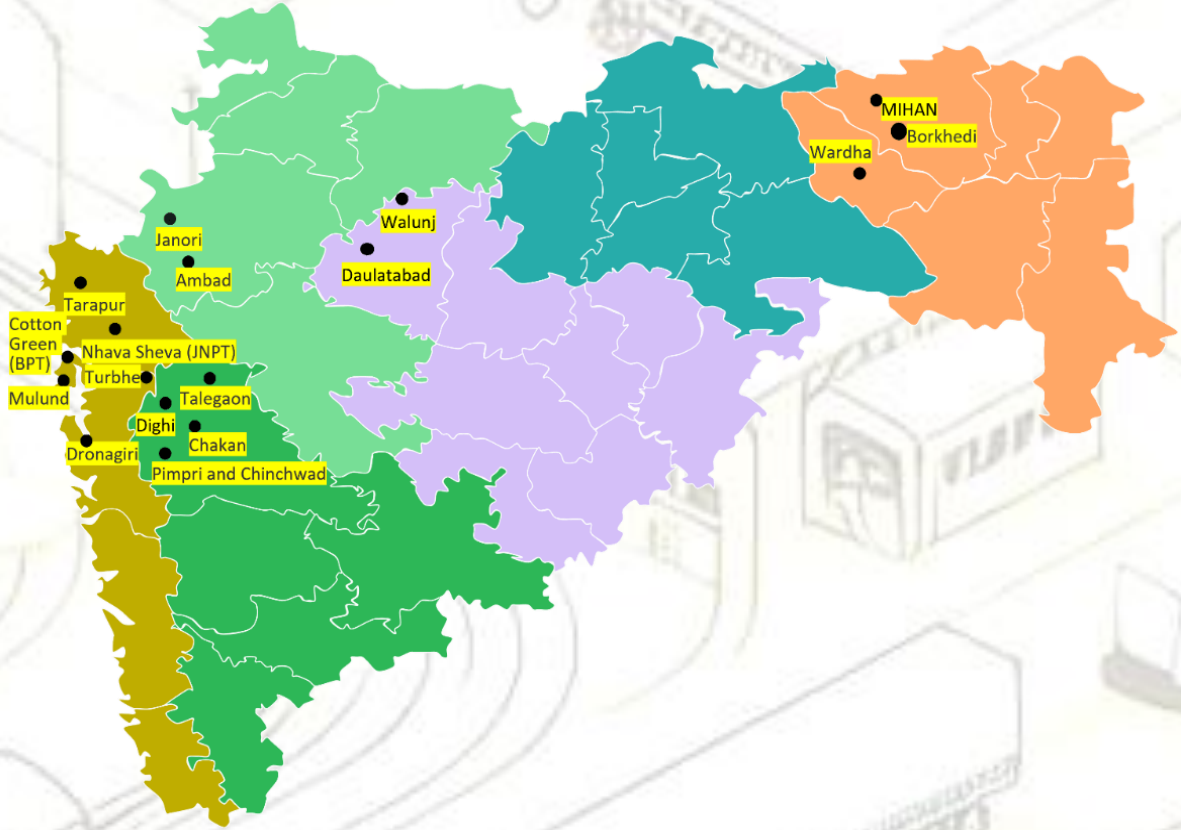 MIHAN
Borkhedi
Wardha
Walunj
Janori
Daulatabad
Ambad
Tarapur
Cotton
Green
(BPT)
Nhava Sheva (JNPT)
Turbhe
Mulund
Talegaon
Dighi
Chakan
Dronagiri
Pimpri and Chinchwad